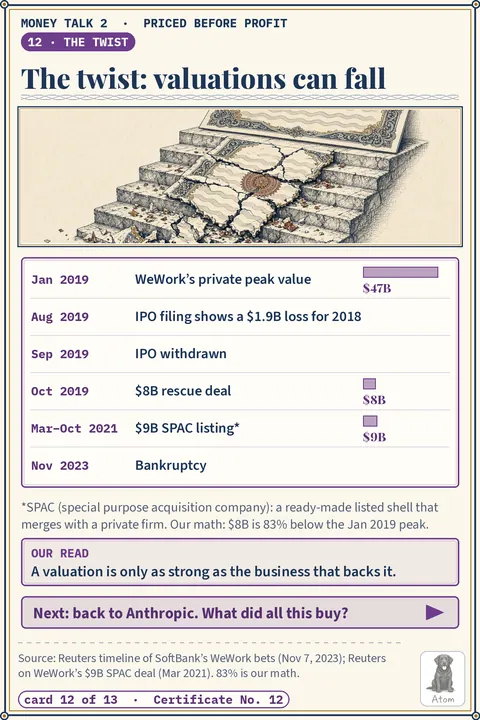 MONEY TALK 2 · PRICED BEFORE PROFIT
12 · THE TWIST
The twist: valuations can fall
Jan 2019 WeWork's private peak value $47B
Aug 2019 IPO filing shows a $1.9B loss for 2018
Sep 2019 IPO withdrawn
Oct 2019 $8B rescue deal $8B
Mar–Oct 2021 $9B SPAC listing* $9B
Nov 2023 Bankruptcy
*SPAC (special purpose acquisition company): a ready-made listed shell that
merges with a private firm. Our math: $8B is 83% below the Jan 2019 peak.
OUR READ
A valuation is only as strong as the business that backs it.
Next: back to Anthropic. What did all this buy?
Source: Reuters timeline of SoftBank's WeWork bets (Nov 7, 2023); Reuters
on WeWork's $9B SPAC deal (Mar 2021). 83% is our math.
Atom
card 12 of 13 · Certificate No. 12